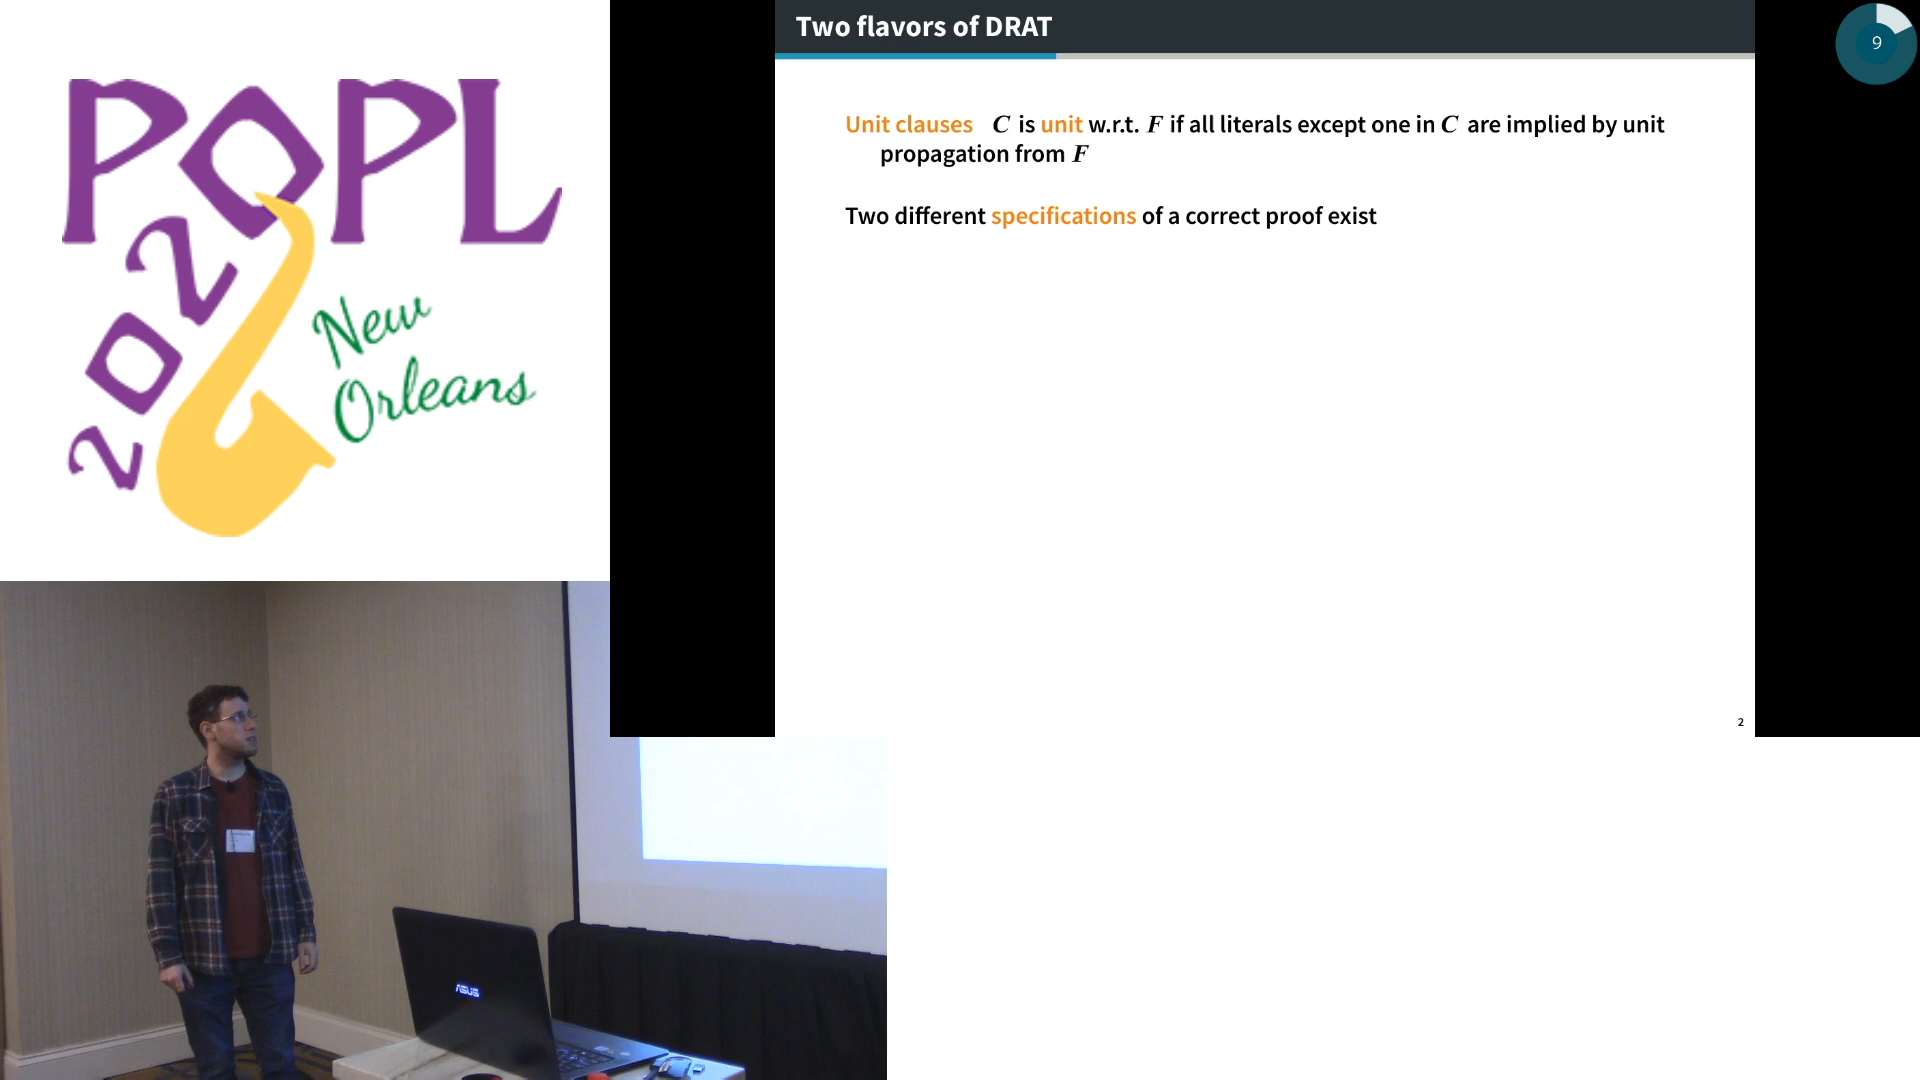 POPL
2020
New
Orleans
Two flavors of DRAT
9
Unit clauses C is unit w.r.t. F if all literals except one in C are implied by unit
propagation from F
Two different specifications of a correct proof exist
2
ASUS